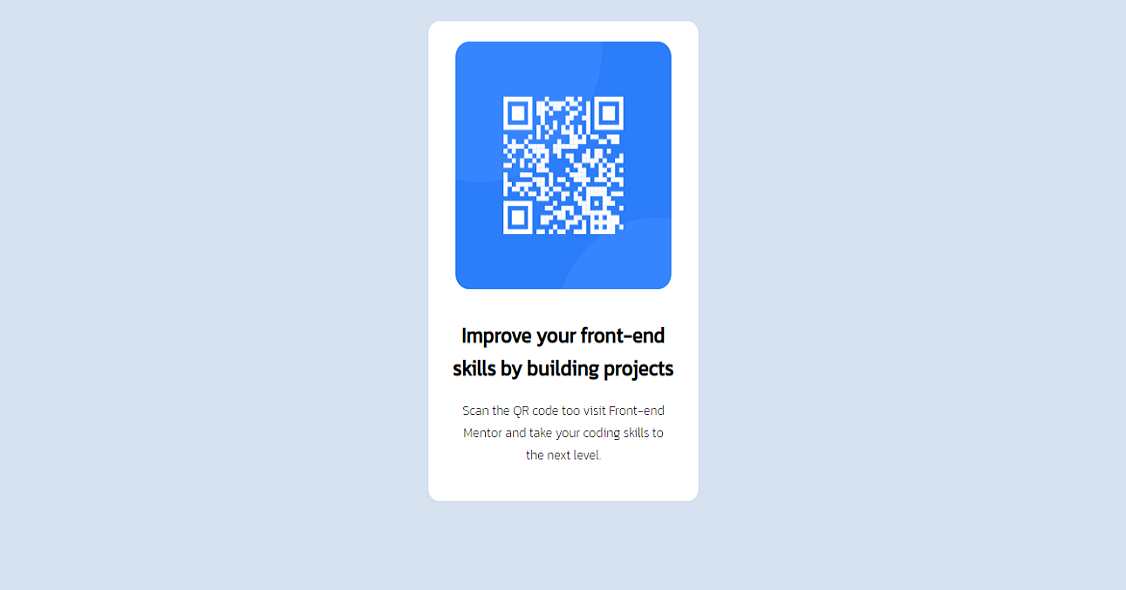 Improve your front-end
skills by building projects
Scan the QR code too visit Front-end
Mentor and take your coding skills to
the next level.